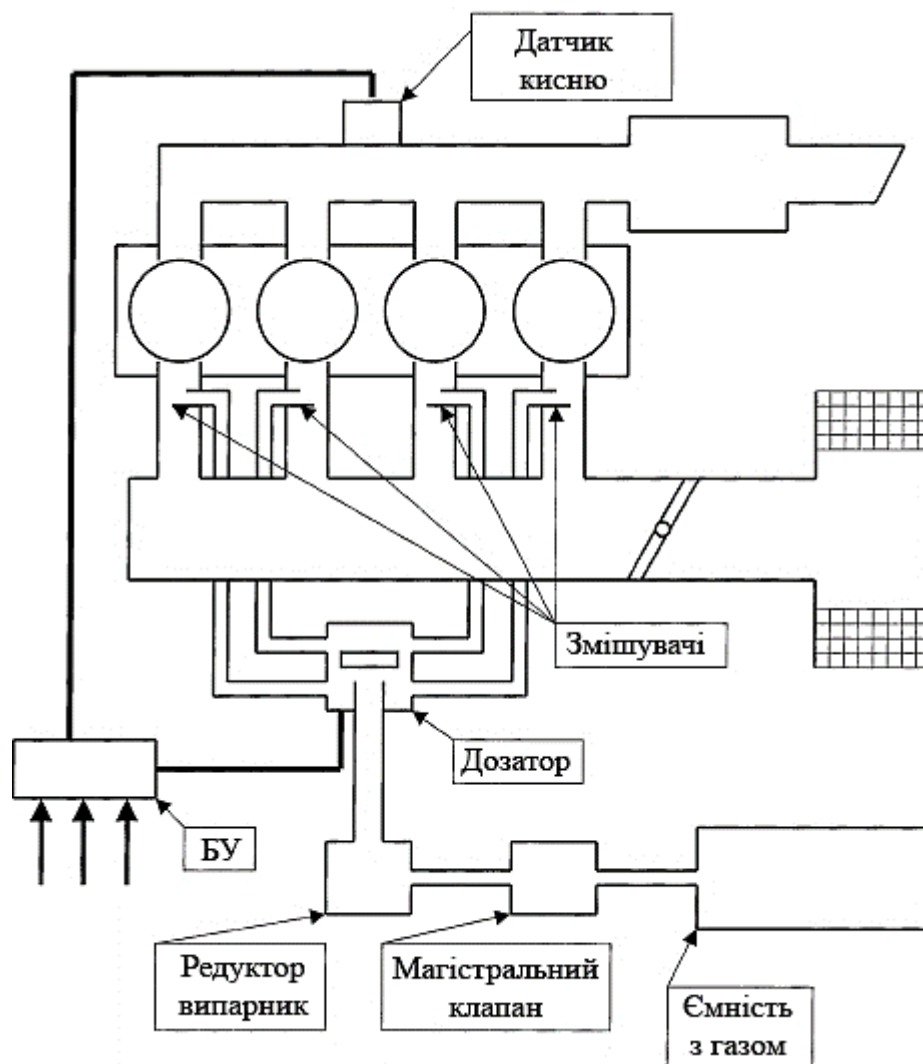 Датчик
кисню
Змішувачі
Дозатор
БУ
Редуктор
випарник
Магістральний
клапан
Ємність
з газом